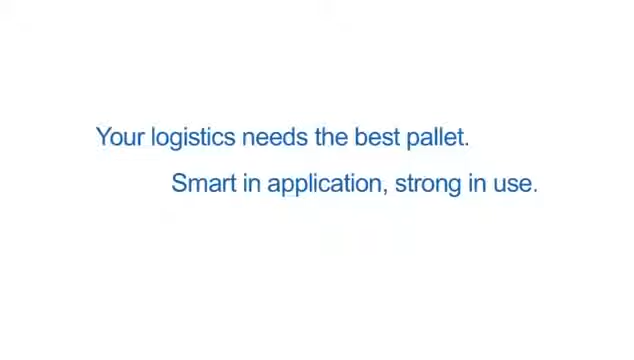 Your logistics needs the best pallet.
Smart in application, strong in use.